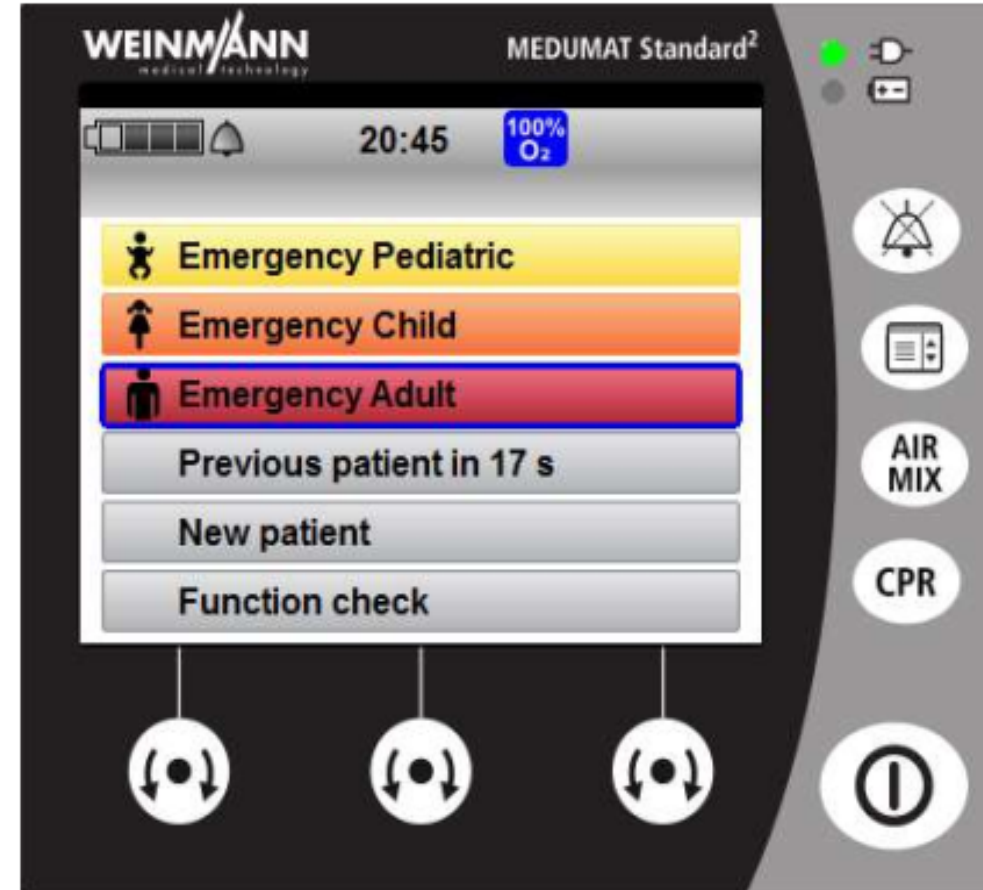 WEINMANN
medical technology
MEDUMAT Standard²
20:45
100%
O₂
Emergency Pediatric
Emergency Child
Emergency Adult
Previous patient in 17 s
New patient
Function check
AIR
MIX
CPR